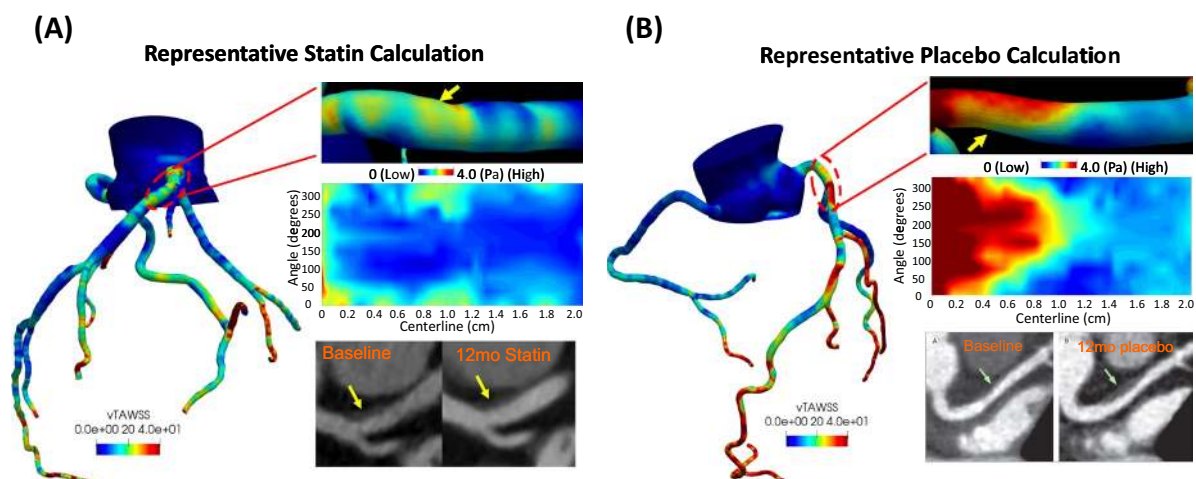 (A)
Representative Statin Calculation
0 (Low) 4.0 (Pa) (High)
Angle (degrees)
300
250
200
150
100
50
0
0 0.2 0.4 0.6 0.8 1.0 1.2 1.4 1.6 1.8 2.0
Centerline (cm)
Baseline
12mo Statin
vTAWSS
0.0e+00 20 4.0e+01
(B)
Representative Placebo Calculation
0 (Low) 4.0 (Pa) (High)
Angle (degrees)
300
250
200
150
100
50
0
0 0.2 0.4 0.6 0.8 1.0 1.2 1.4 1.6 1.8 2.0
Centerline (cm)
A
Baseline
B
12mo placebo
vTAWSS
0.0e+00 20 4.0e+01